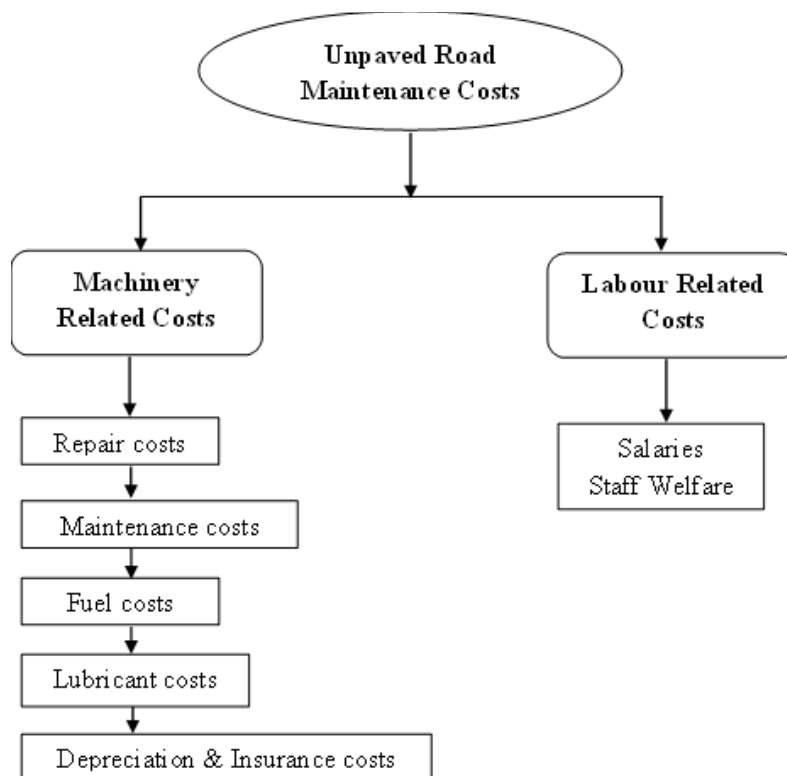 Unpaved Road
Maintenance Costs
Machinery
Related Costs
Labour Related
Costs
Repair costs
Maintenance costs
Fuel costs
Lubricant costs
Depreciation & Insurance costs
Salaries
Staff Welfare